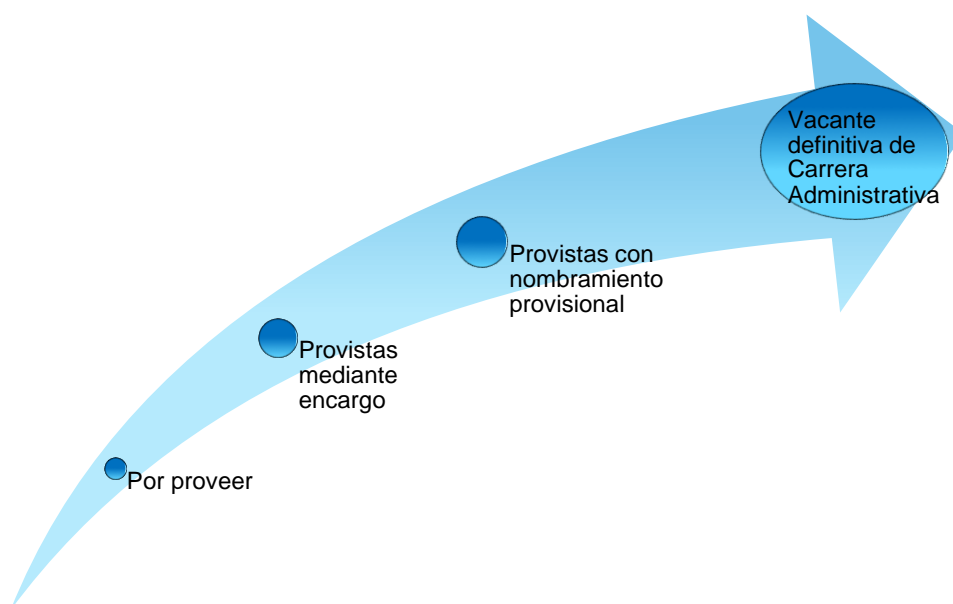 Vacante
definitiva de
Carrera
Administrativa
Provistas con
nombramiento
provisional
Provistas
mediante
encargo
Por proveer